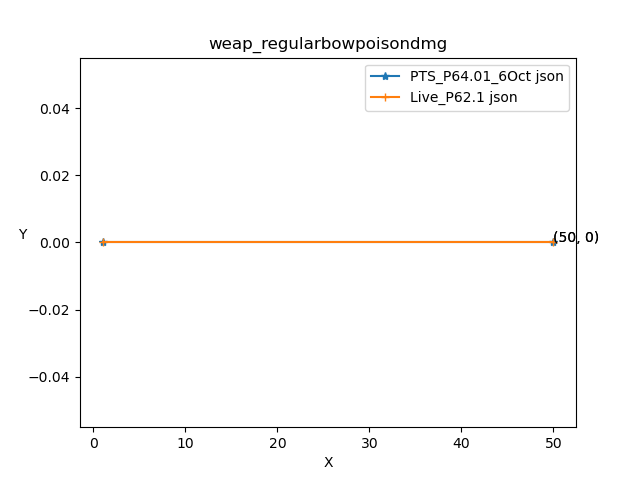 weap_regularbowpoisondmg
PTS_P64.01_6Oct json
Live_P62.1 json
0.04
0.02
0.00
−0.02
−0.04
Y
(50, 0)
0 10 20 30 40 50
X